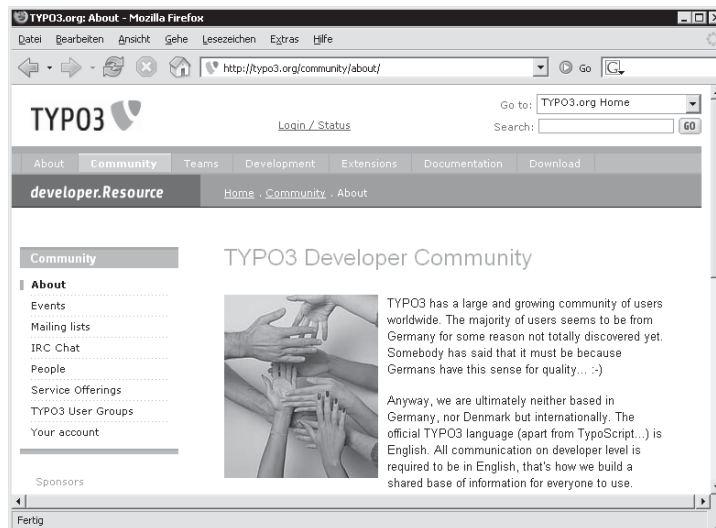 TYPO3.org: About - Mozilla Firefox
Datei Bearbeiten Ansicht Gehe Lesezeichen Extras Hilfe
http://typo3.org/community/about/ Go G
TYPO3 Login / Status Go to: TYPO3.org Home
Search: GO
About Community Teams Development Extensions Documentation Download
developer.Resource Home . Community . About
Community
About
Events
Mailing lists
IRC Chat
People
Service Offerings
TYPO3 User Groups
Your account
Sponsors
TYPO3 Developer Community
TYPO3 has a large and growing community of users
worldwide. The majority of users seems to be from
Germany for some reason not totally discovered yet.
Somebody has said that it must be because
Germans have this sense for quality... :-)
Anyway, we are ultimately neither based in
Germany, nor Denmark but internationally. The
official TYPO3 language (apart from TypoScript...) is
English. All communication on developer level is
required to be in English, that's how we build a
shared base of information for everyone to use.
Fertig